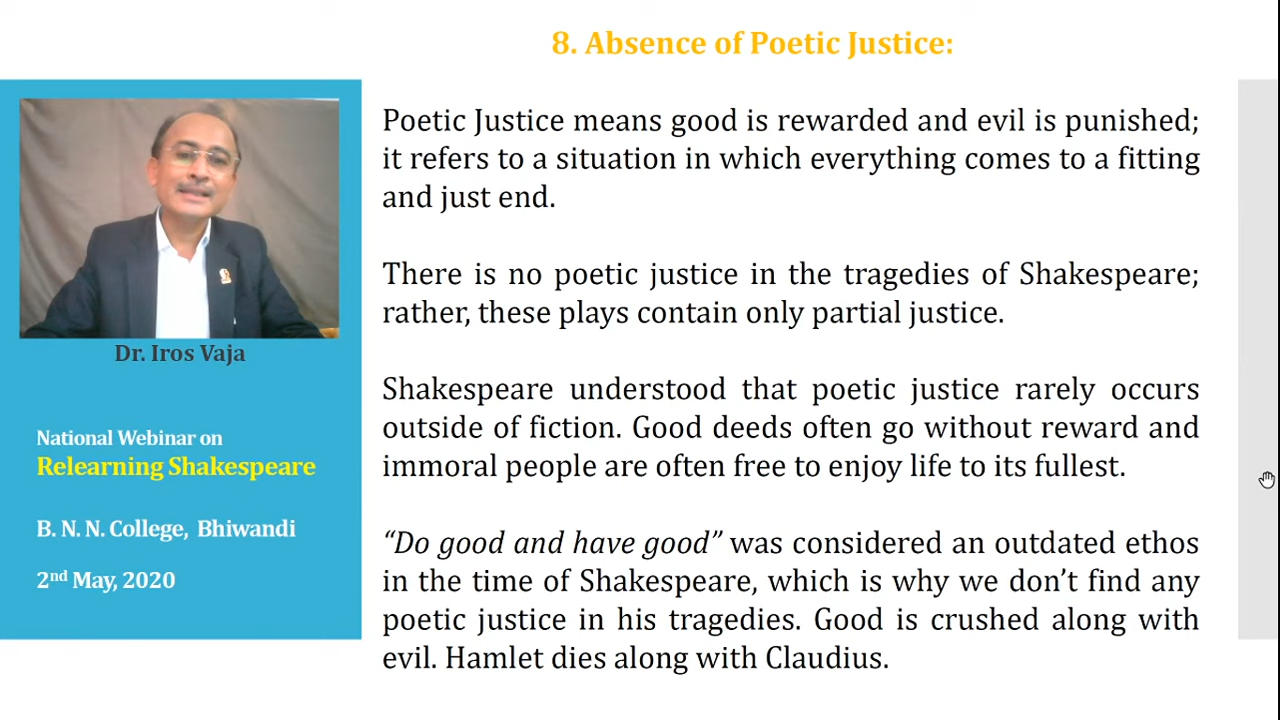 8. Absence of Poetic Justice:
Dr. Iros Vaja
National Webinar on
Relearning Shakespeare
B. N. N. College, Bhiwandi
2nd May, 2020
Poetic Justice means good is rewarded and evil is punished;
it refers to a situation in which everything comes to a fitting
and just end.
There is no poetic justice in the tragedies of Shakespeare;
rather, these plays contain only partial justice.
Shakespeare understood that poetic justice rarely occurs
outside of fiction. Good deeds often go without reward and
immoral people are often free to enjoy life to its fullest.
“Do good and have good” was considered an outdated ethos
in the time of Shakespeare, which is why we don’t find any
poetic justice in his tragedies. Good is crushed along with
evil. Hamlet dies along with Claudius.